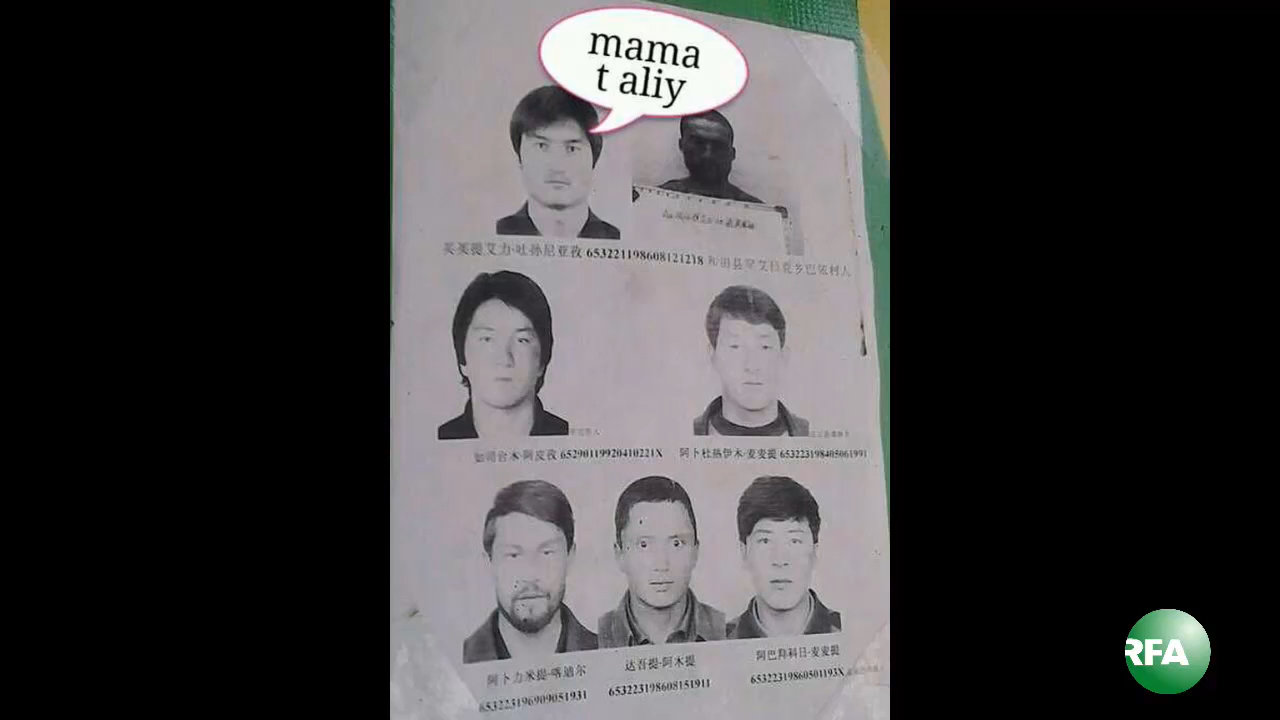 mama
t aliy
买买提艾力·吐孙尼亚孜 653221198608121218 和田县罕艾日克乡巴依村人
如司台木·阿皮孜 65290119920410221X
阿卜杜热伊木·麦麦提 653223198405061991
阿卜力米提·喀迪尔
653223196909051931
达吾提·阿木提
653223198608151911
阿巴拜科日·麦麦提
65322319860501193X
RFA